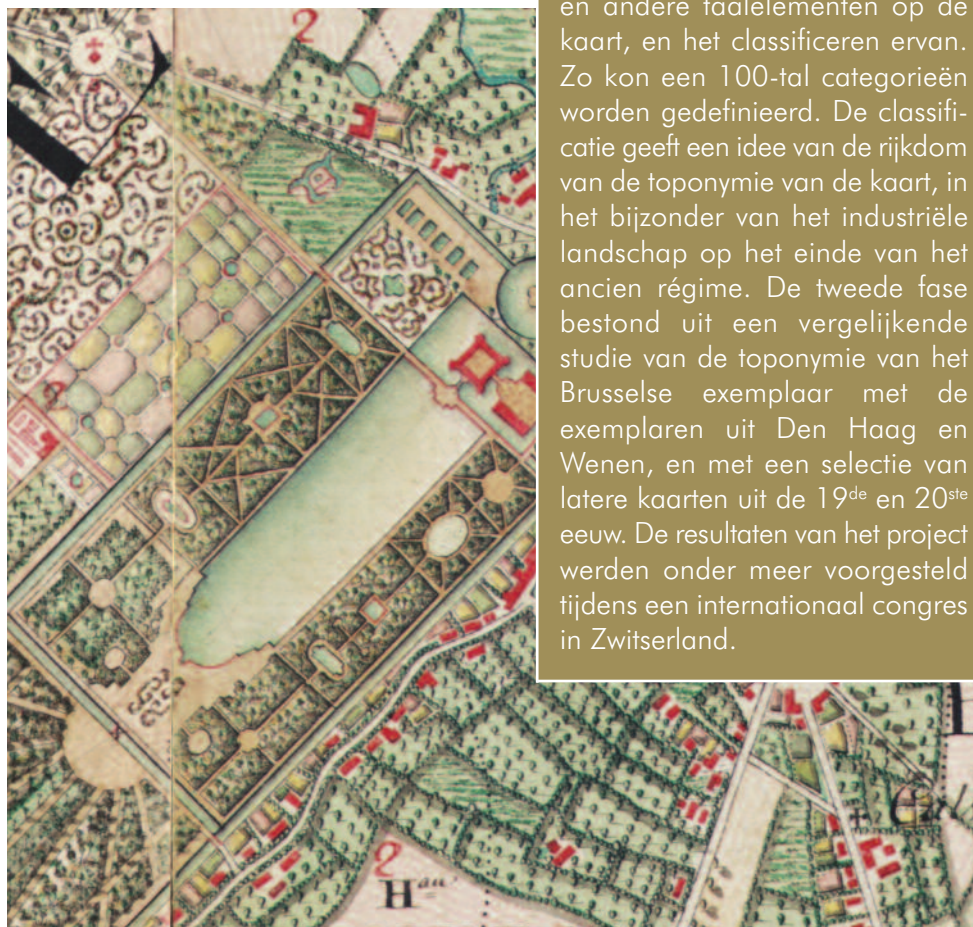 en andere taalelementen op de
kaart, en het classificeren ervan.
Zo kon een 100-tal categorieën
worden gedefinieerd. De classifi-
catie geeft een idee van de rijkdom
van de toponymie van de kaart, in
het bijzonder van het industriële
landschap op het einde van het
ancien régime. De tweede fase
bestond uit een vergelijkende
studie van de toponymie van het
Brusselse exemplaar met de
exemplaren uit Den Haag en
Wenen, en met een selectie van
latere kaarten uit de 19de en 20ste
eeuw. De resultaten van het project
werden onder meer voorgesteld
tijdens een internationaal congres
in Zwitserland.
2
2